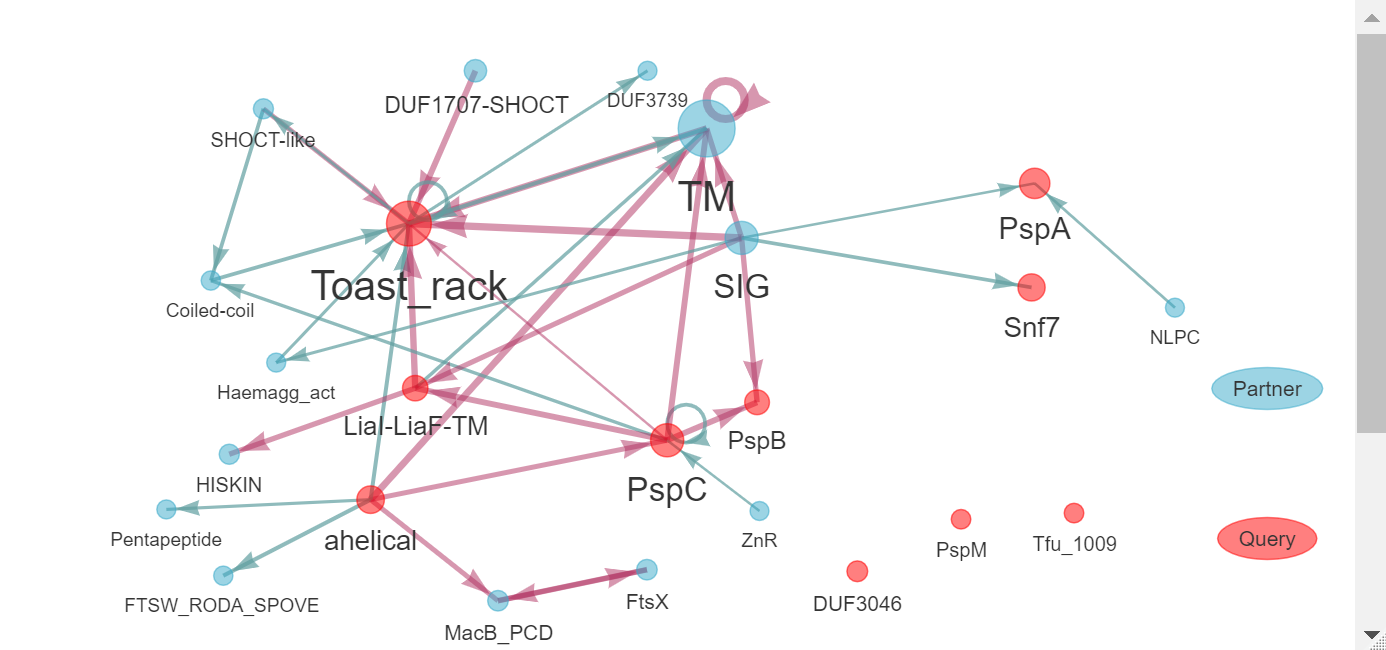 DUF1707-SHOCT
DUF3739
SHOCT-like
TM
PspA
Toast_rack
SIG
Coiled-coil
Snf7
NLPC
Haemagg_act
Partner
LiaI-LiaF-TM
PspB
HISKIN
PspC
Pentapeptide
ahelical
ZnR
PspM
Tfu_1009
Query
FTSW_RODA_SPOVE
FtsX
DUF3046
MacB_PCD